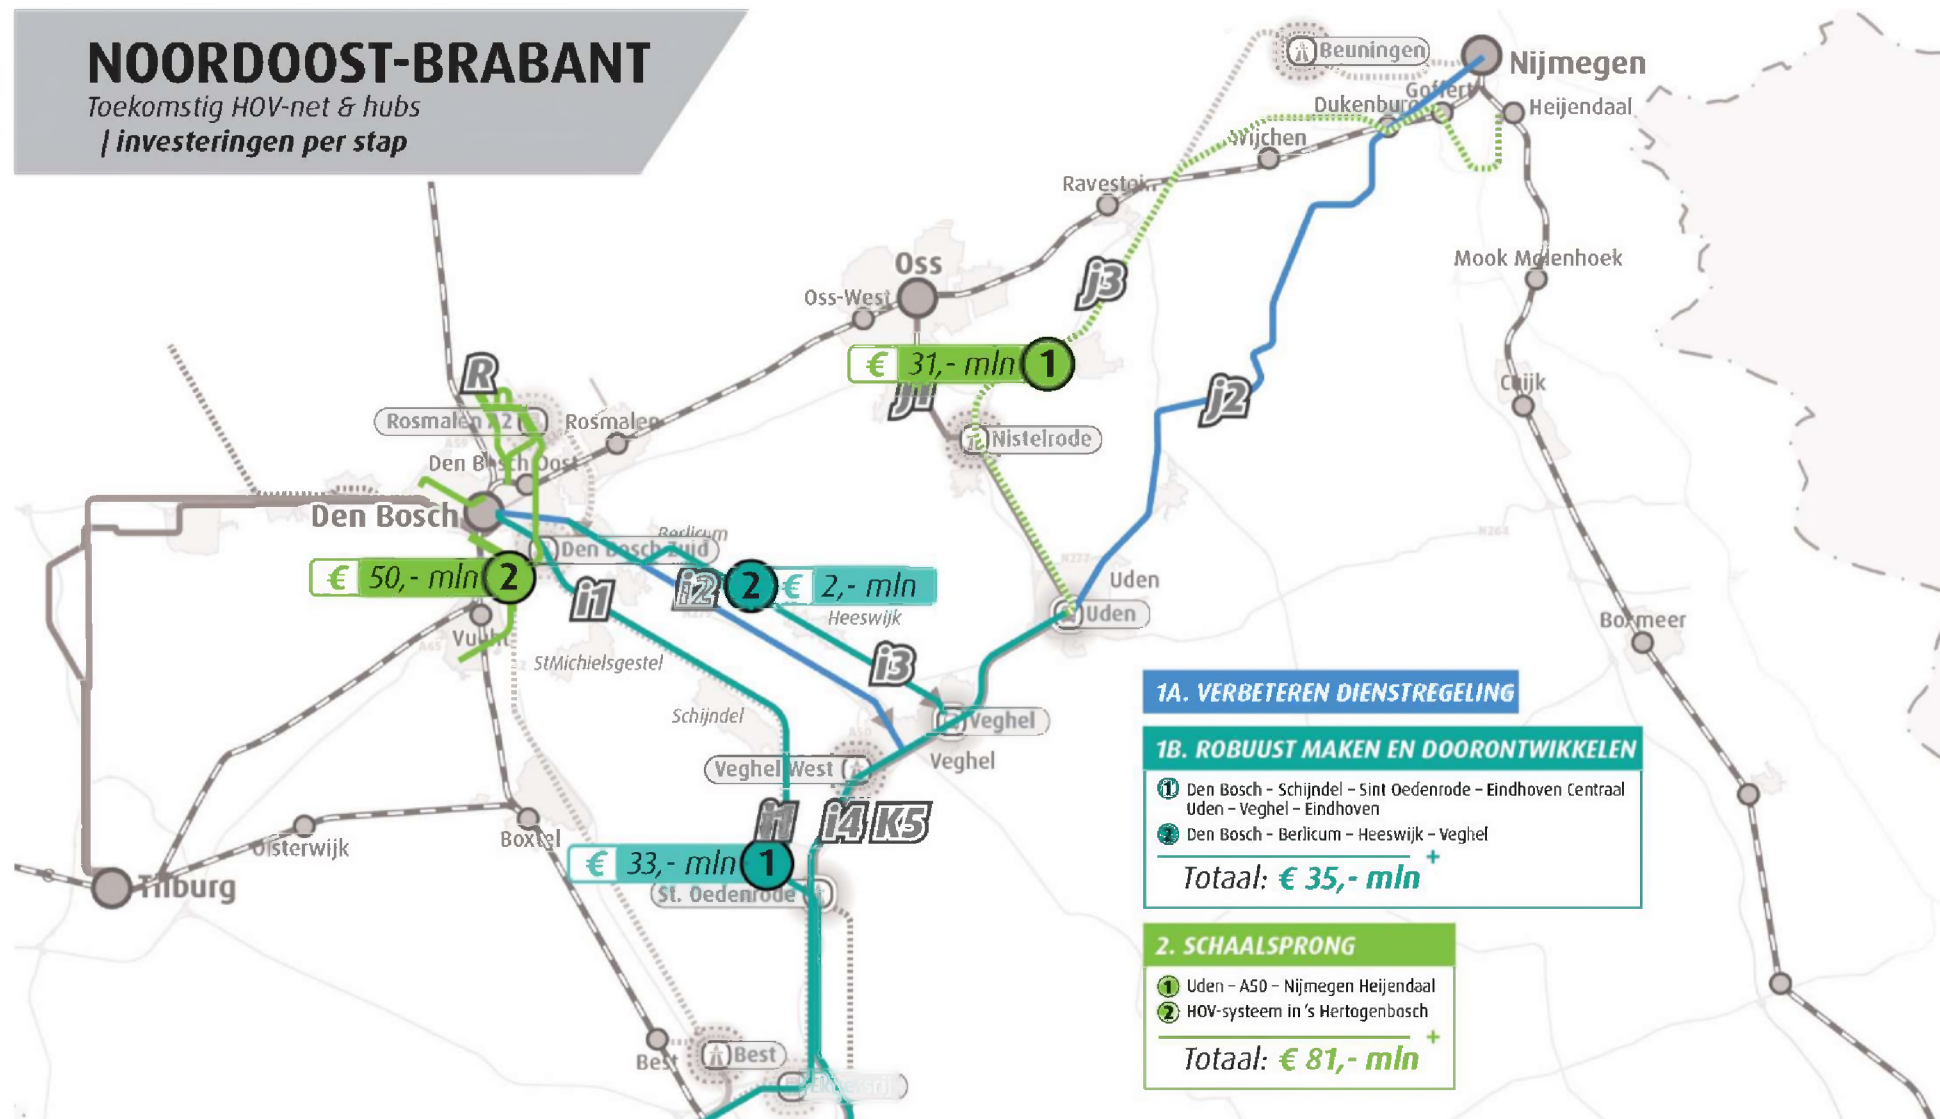 NOORDOOST-BRABANT
Toekomstig HOV-net & hubs
| investeringen per stap
Beuningen
Nijmegen
Goffert
Dukenburg
Heijendaal
Wijchen
Ravestein
Mook Molenhoek
Oss
j3
Oss-West
€ 31,- mln 1
R
j1
j2
Cuijk
Rosmalen A2
Rosmalen
Nistelrode
A59
Den Bosch Oost
Den Bosch
Berlicum
N264
Den Bosch Zuid
N277
€ 50,- mln 2
i1
i2
2 € 2,- mln
Uden
Uden
Heeswijk
Boxmeer
Vught
A65
StMichielsgestel
i3
Schijndel
Veghel
A50
Veghel West
Veghel
i1
i4 K5
Boxtel
Oisterwijk
€ 33,- mln 1
Tilburg
St. Oedenrode
Best
Best
1A. VERBETEREN DIENSTREGELING
1B. ROBUUST MAKEN EN DOORONTWIKKELEN
1 Den Bosch – Schijndel – Sint Oedenrode – Eindhoven Centraal
Uden – Veghel – Eindhoven
2 Den Bosch – Berlicum – Heeswijk – Veghel
+
Totaal: € 35,- mln
2. SCHAALSPRONG
1 Uden – A50 – Nijmegen Heijendaal
2 HOV-systeem in 's Hertogenbosch
+
Totaal: € 81,- mln